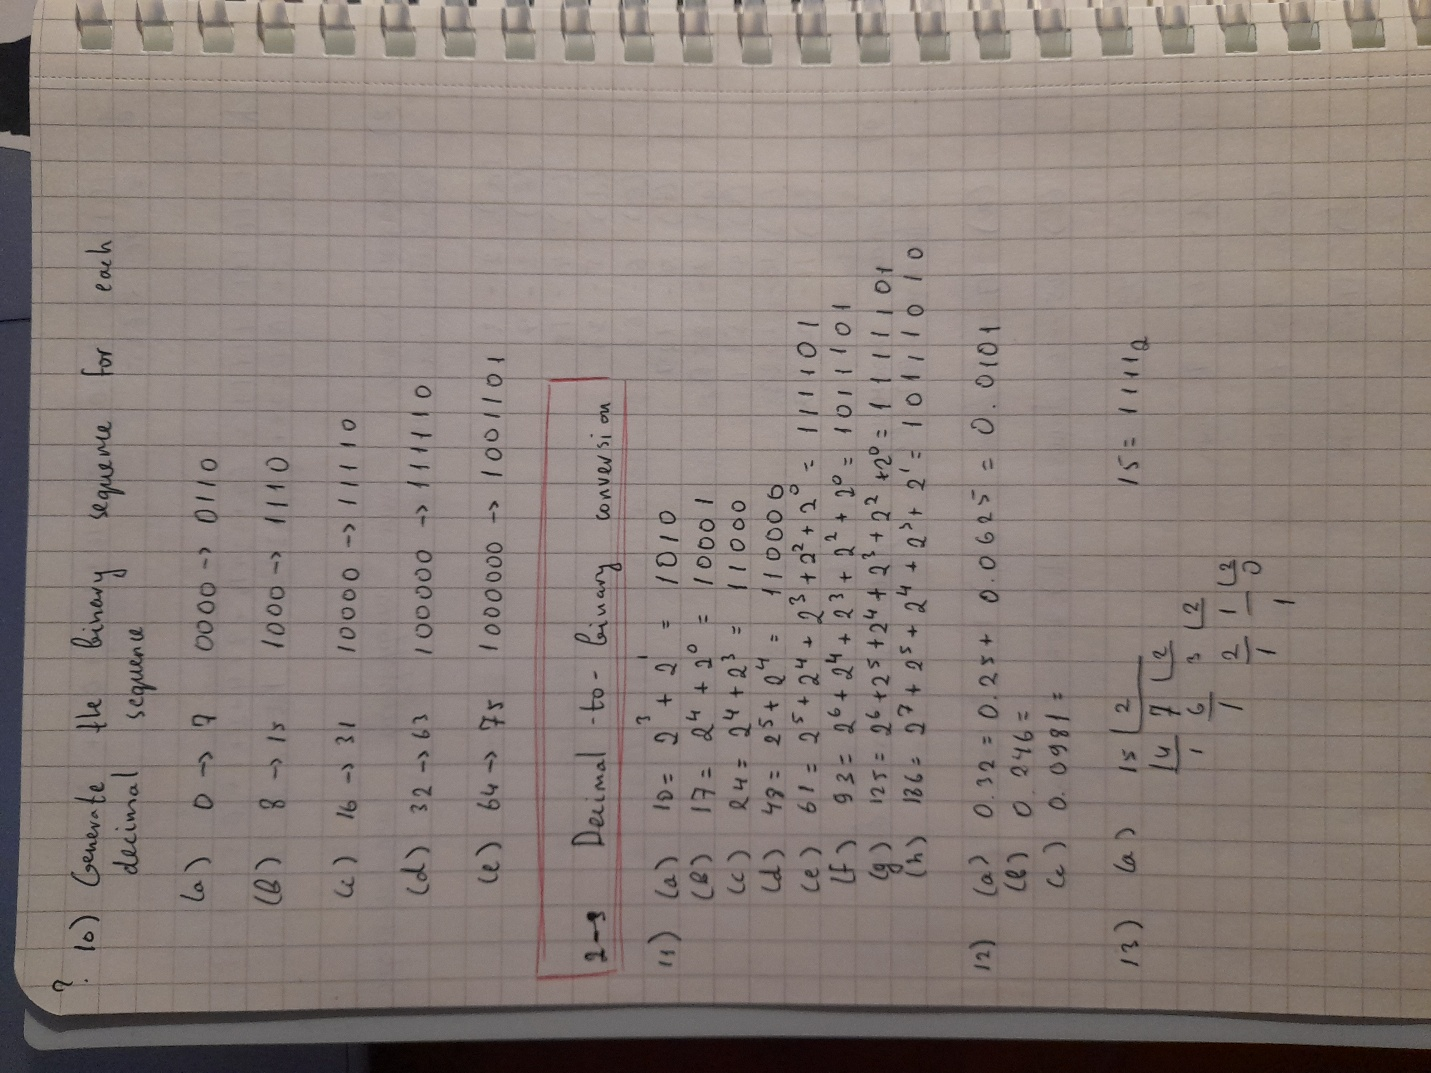 ?
10) Generate the binary sequence for each
decimal sequence
(a) 0 -> 7 0000 -> 0110
(B) 8 -> 15 1000 -> 1110
(c) 16 -> 31 10000 -> 11110
(d) 32 -> 63 100000 -> 111110
(e) 64 -> 75 1000000 -> 1001101
2-3 Decimal-to-binary conversion
11) (a) 10 = 2³ + 2¹ = 1010
(B) 17 = 2⁴ + 2⁰ = 10001
(c) 24 = 2⁴ + 2³ = 11000
(d) 48 = 2⁵ + 2⁴ = 110000
(e) 61 = 2⁵ + 2⁴ + 2³ + 2² + 2⁰ = 111101
(f) 93 = 2⁶ + 2⁴ + 2³ + 2² + 2⁰ = 1011101
(g) 125 = 2⁶ + 2⁵ + 2⁴ + 2³ + 2² + 2⁰ = 1111101
(h) 186 = 2⁷ + 2⁵ + 2⁴ + 2³ + 2¹ = 10111010
12) (a) 0.32 = 0.25 + 0.0625 = 0.0101
(B) 0.246 =
(c) 0.0981 =
13) (a) 15 2 15 = 1111₂
14 7 2
1 6 3 2
1 2 1 2
1 0
1